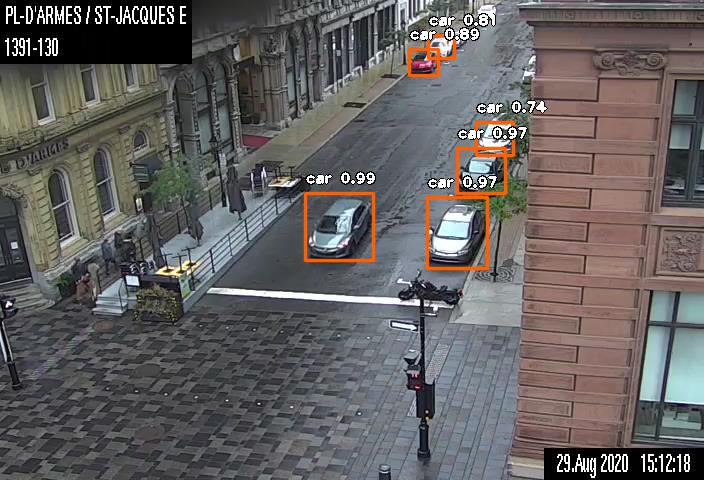 PL-D'ARMES / ST-JACQUES E
1391-130
car 0.81
car 0.89
car 0.74
car 0.97
car 0.99
car 0.97
D'ARMES
29.Aug 2020 15:12:18